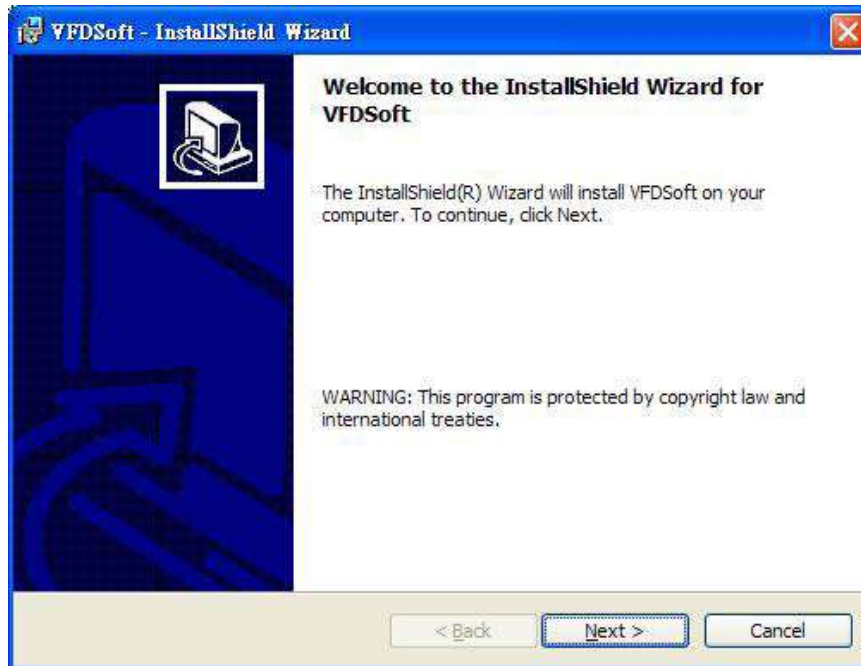 VFDSoft - InstallShield Wizard
Welcome to the InstallShield Wizard for
VFDSoft
The InstallShield(R) Wizard will install VFDSoft on your
computer. To continue, click Next.
WARNING: This program is protected by copyright law and
international treaties.
< Back
Next >
Cancel